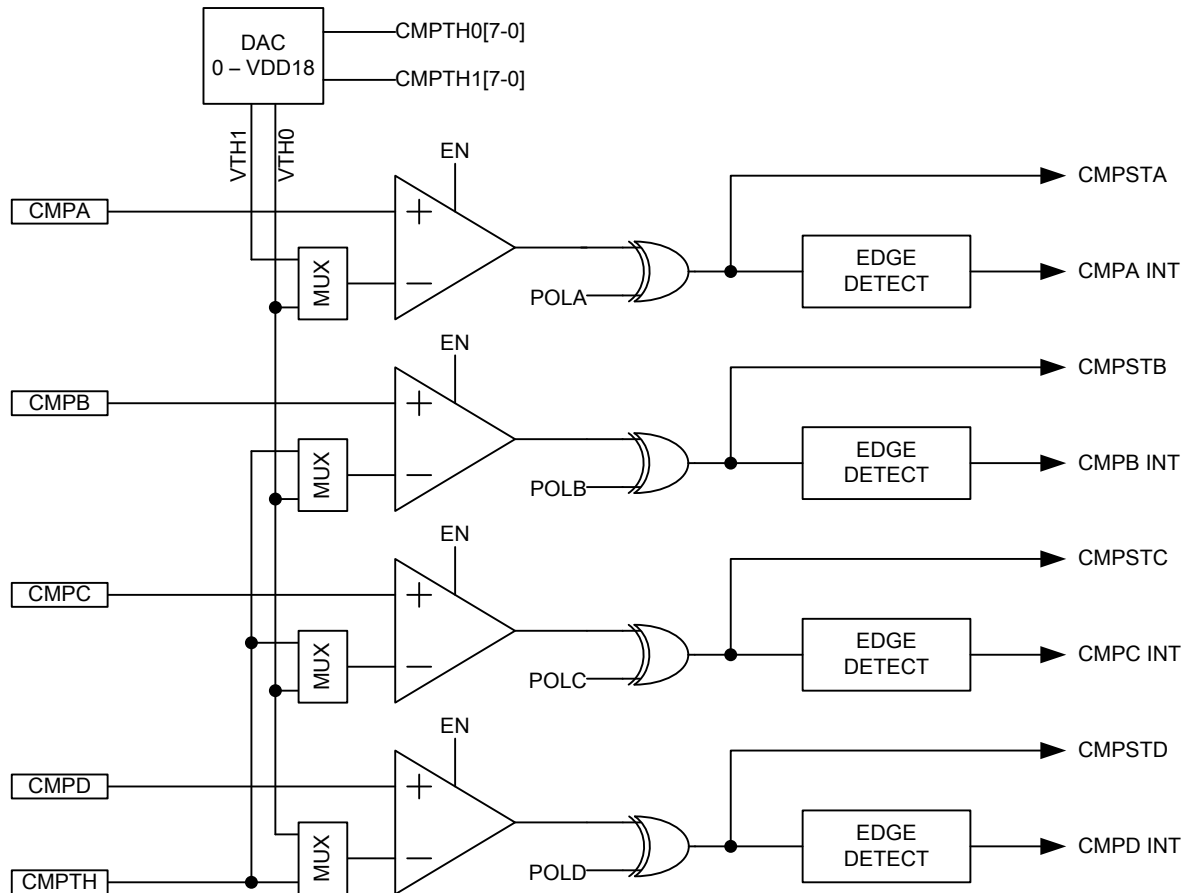 DAC
0 – VDD18
CMPTH0[7-0]
CMPTH1[7-0]
VTH1
VTH0
EN
CMPSTA
CMPA
+
MUX
−
POLA
EDGE
DETECT
CMPA INT
EN
CMPSTB
CMPB
+
MUX
−
POLB
EDGE
DETECT
CMPB INT
EN
CMPSTC
CMPC
+
MUX
−
POLC
EDGE
DETECT
CMPC INT
EN
CMPSTD
CMPD
+
MUX
−
POLD
EDGE
DETECT
CMPD INT
CMPTH